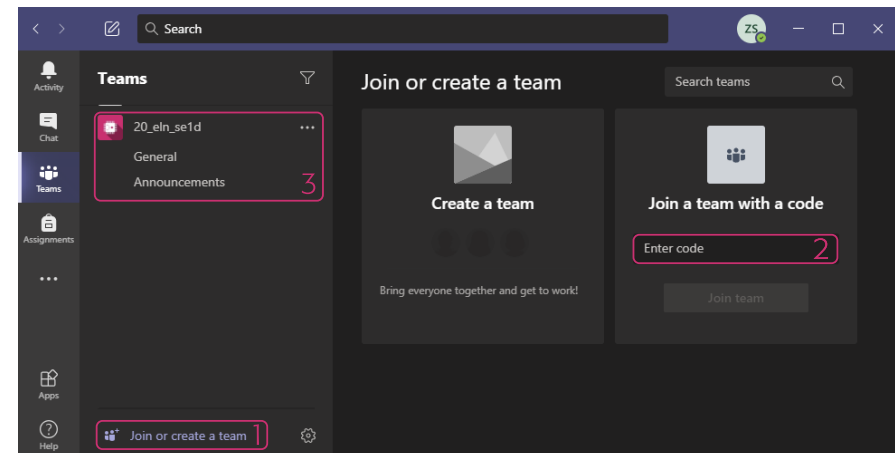 Search
ZS
Activity
Chat
Teams
Assignments
Apps
Help
Teams
20_eln_se1d
General
Announcements
3
Join or create a team
1
Join or create a team
Search teams
Create a team
Bring everyone together and get to work!
Join a team with a code
Enter code
2
Join team